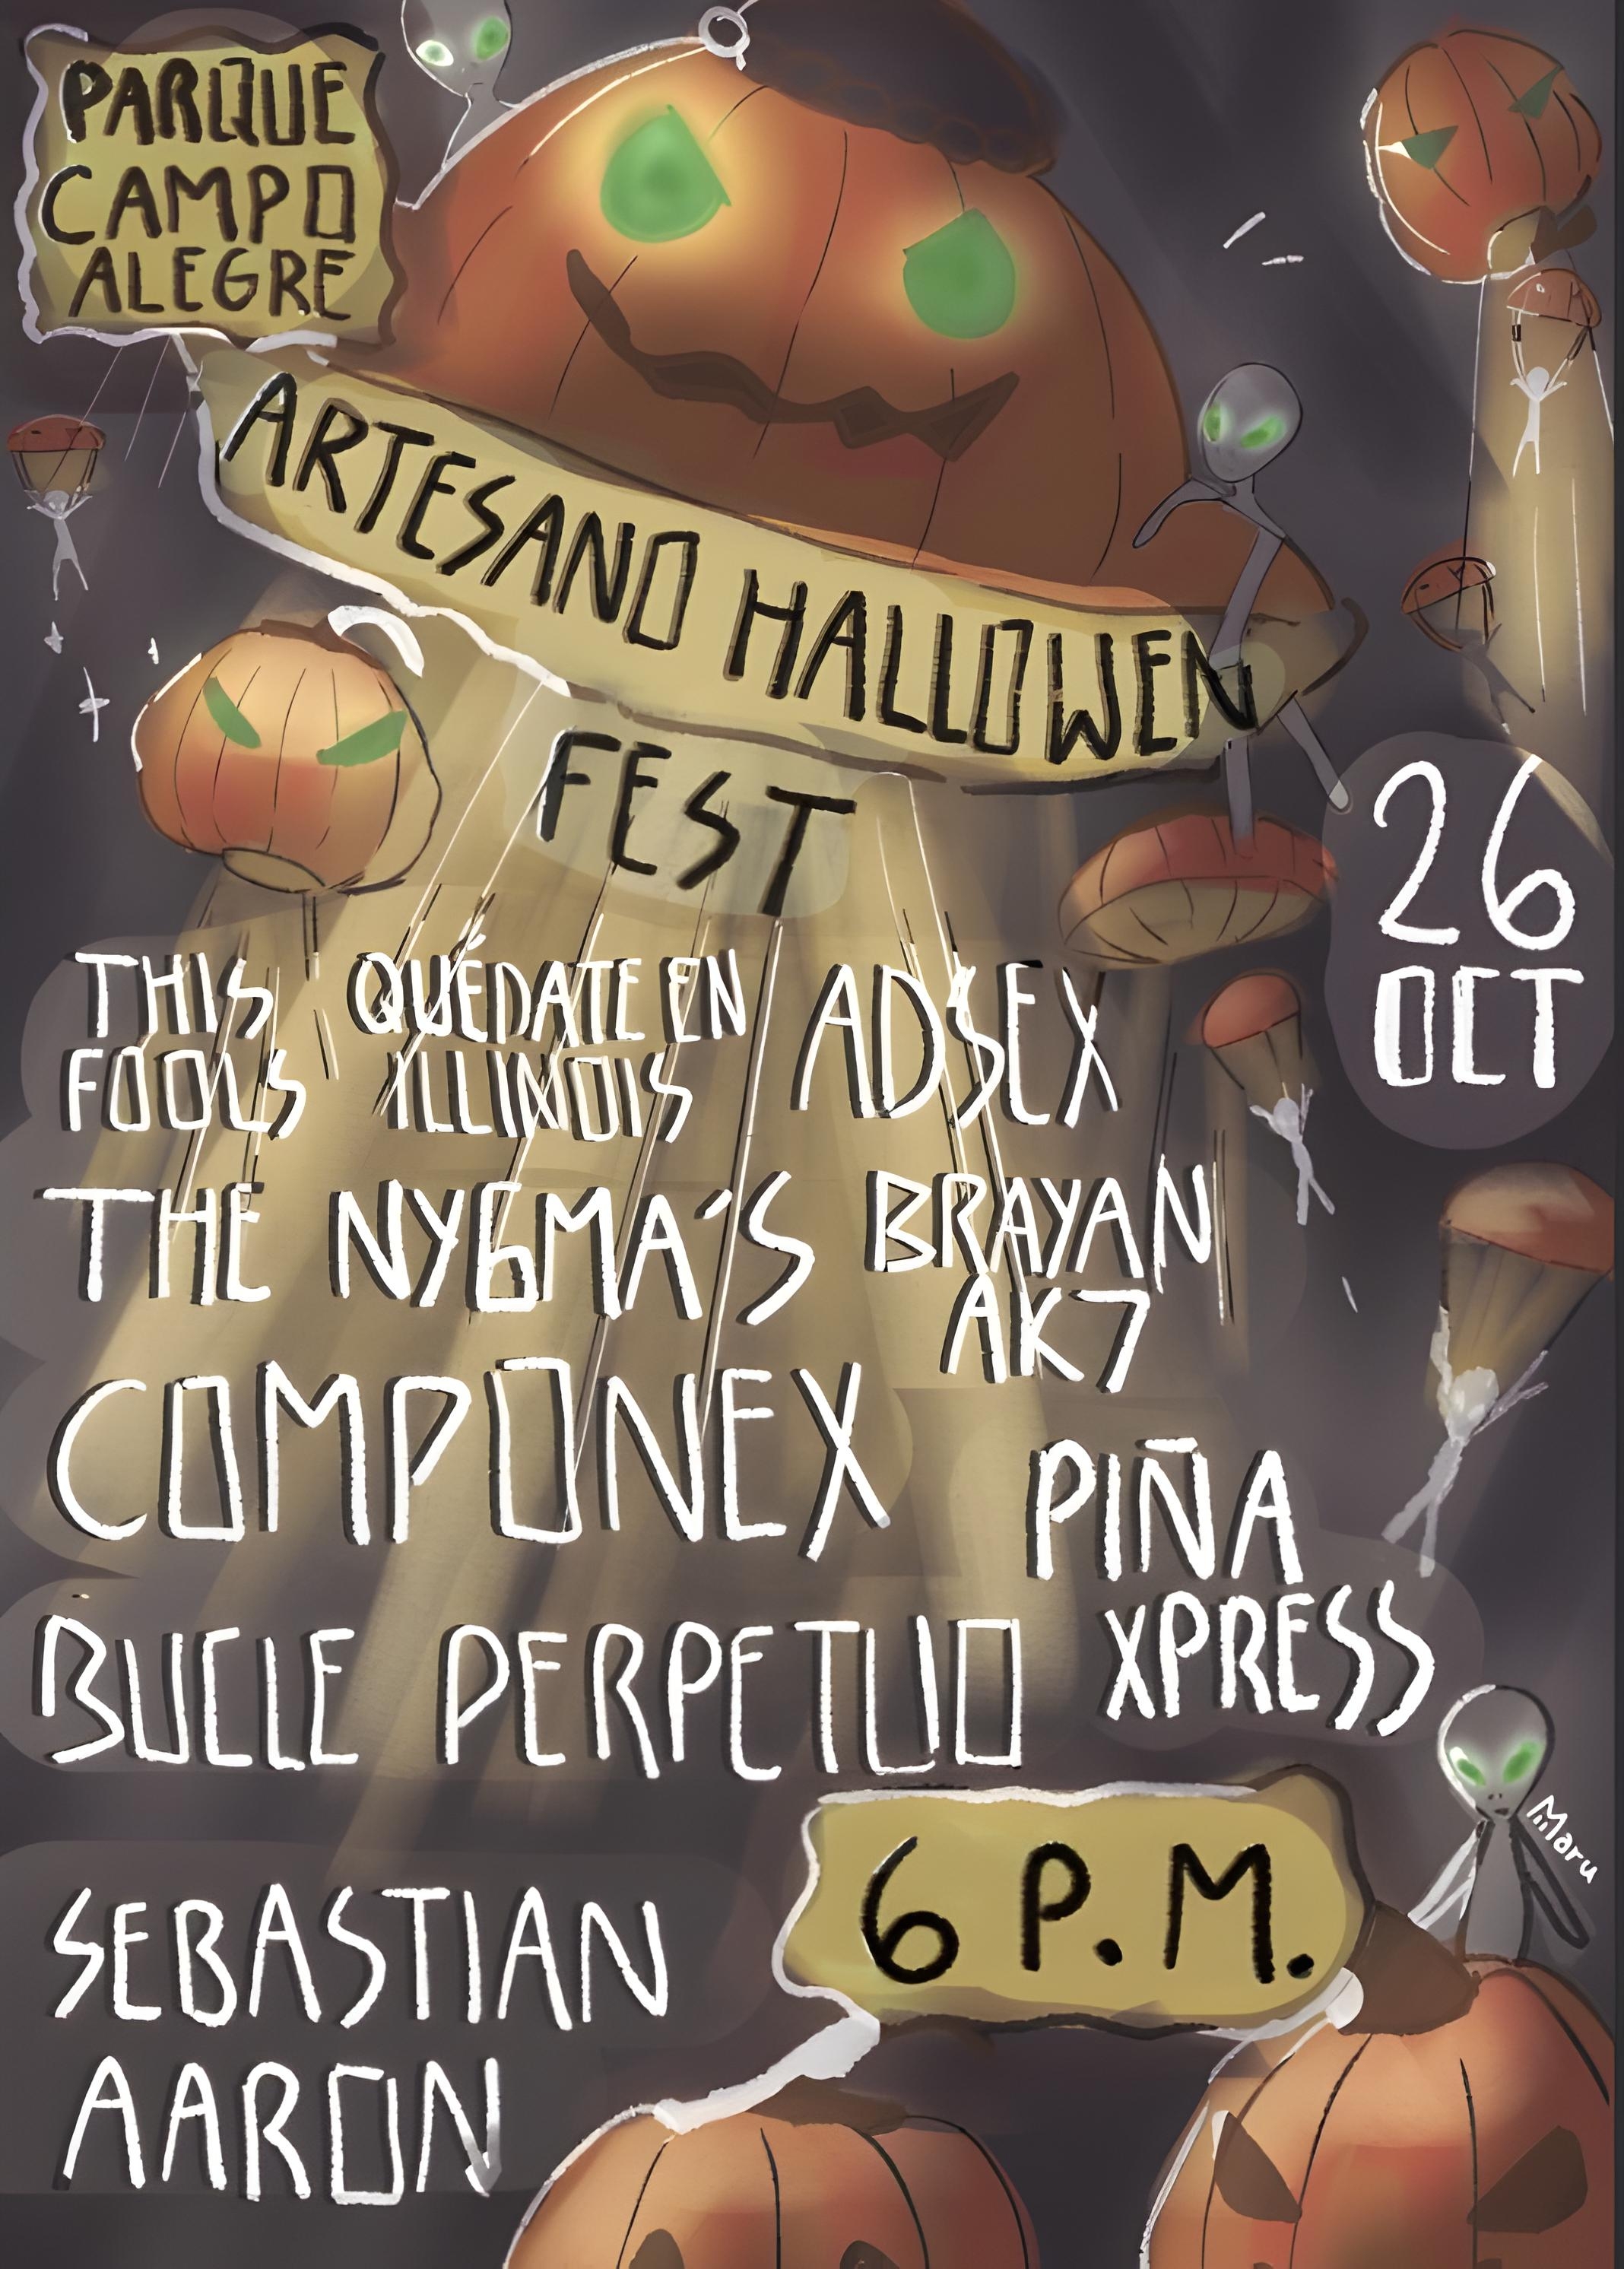 PARQUE
CAMPO
ALEGRE
ARTESANO HALLOWEN
FEST
26
OCT
THIS
FOOLS
QUÉDATE EN
ILLINOIS
ADSEX
THE NYGMA'S
BRAYAN
AK7
COMPONEX
PIÑA
XPRESS
BUCLE PERPETUO
6 P.M.
SEBASTIAN
AARON
Maru